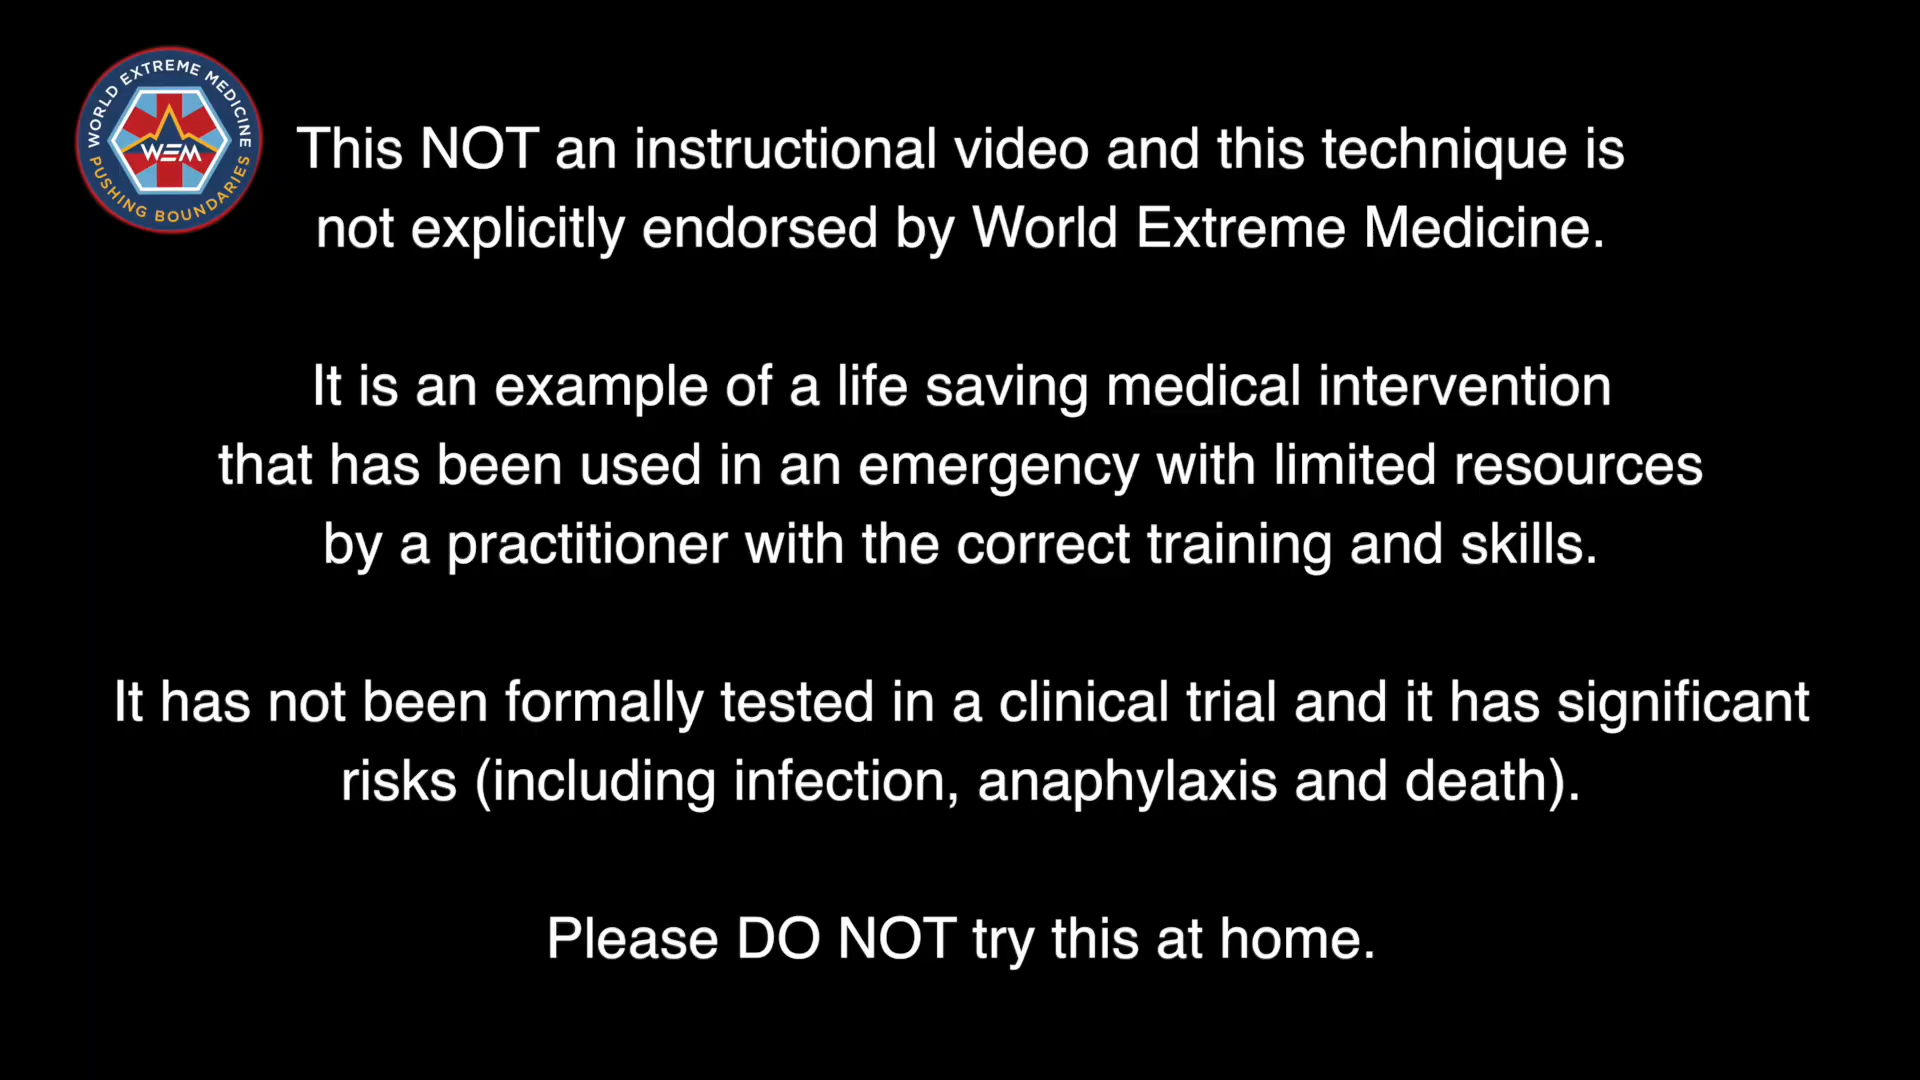 WORLD EXTREME MEDICINE
WEM
PUSHING BOUNDARIES
This NOT an instructional video and this technique is
not explicitly endorsed by World Extreme Medicine.
It is an example of a life saving medical intervention
that has been used in an emergency with limited resources
by a practitioner with the correct training and skills.
It has not been formally tested in a clinical trial and it has significant
risks (including infection, anaphylaxis and death).
Please DO NOT try this at home.